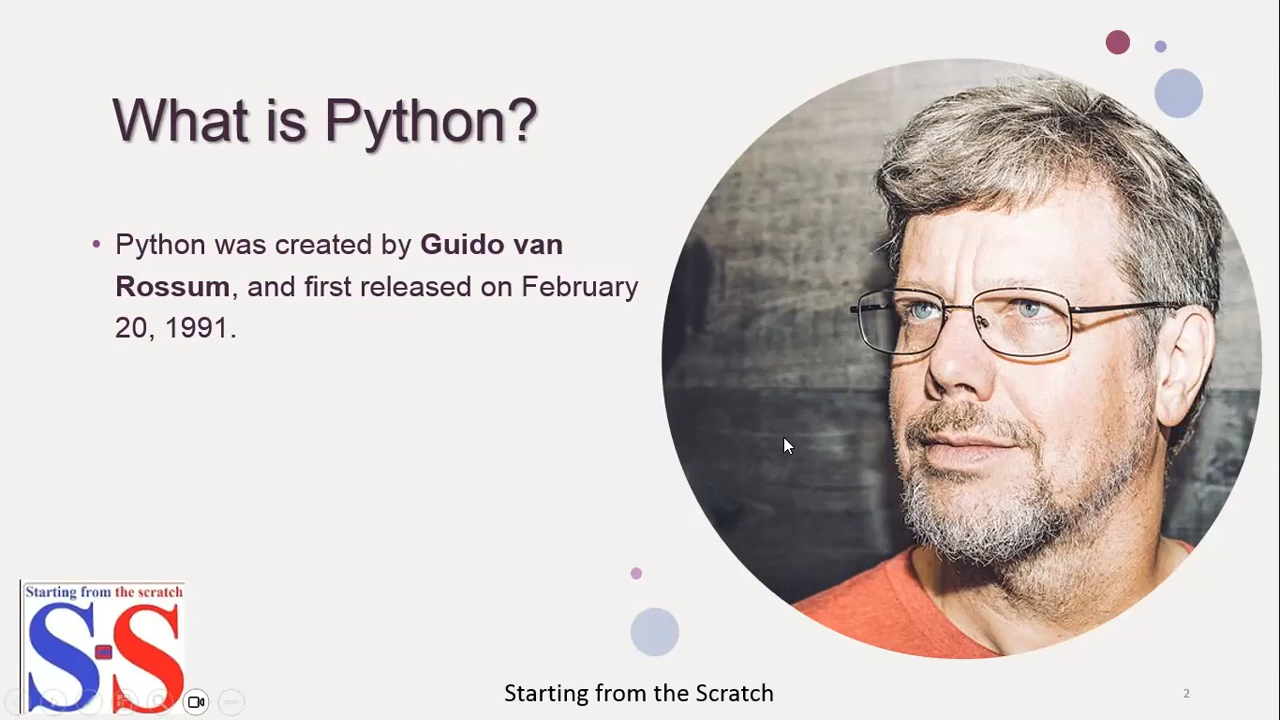 What is Python?
• Python was created by Guido van
Rossum, and first released on February
20, 1991.
Starting from the scratch
S-S
Starting from the Scratch
2